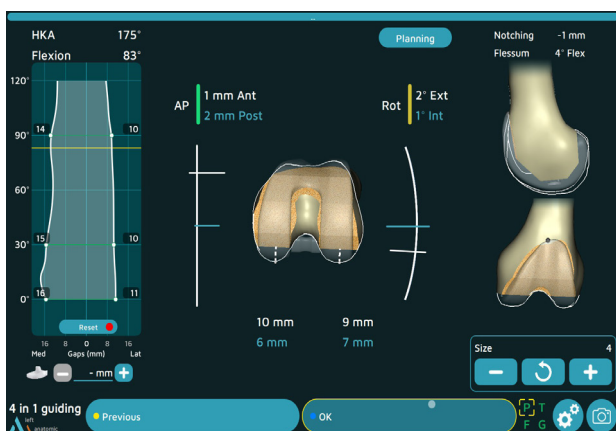 HKA 175°
Flexion 83°
Planning
Notching -1 mm
Flessum 4° Flex
AP
1 mm Ant
2 mm Post
Rot
2° Ext
1° Int
120°
14 10
90°
60°
15 10
30°
16 11
0°
Reset
16 8 0 8 16
Med Gaps (mm) Lat
- mm
10 mm 9 mm
6 mm 7 mm
Size 4
4 in 1 guiding
left
anatomic
Previous
OK
P T
F G